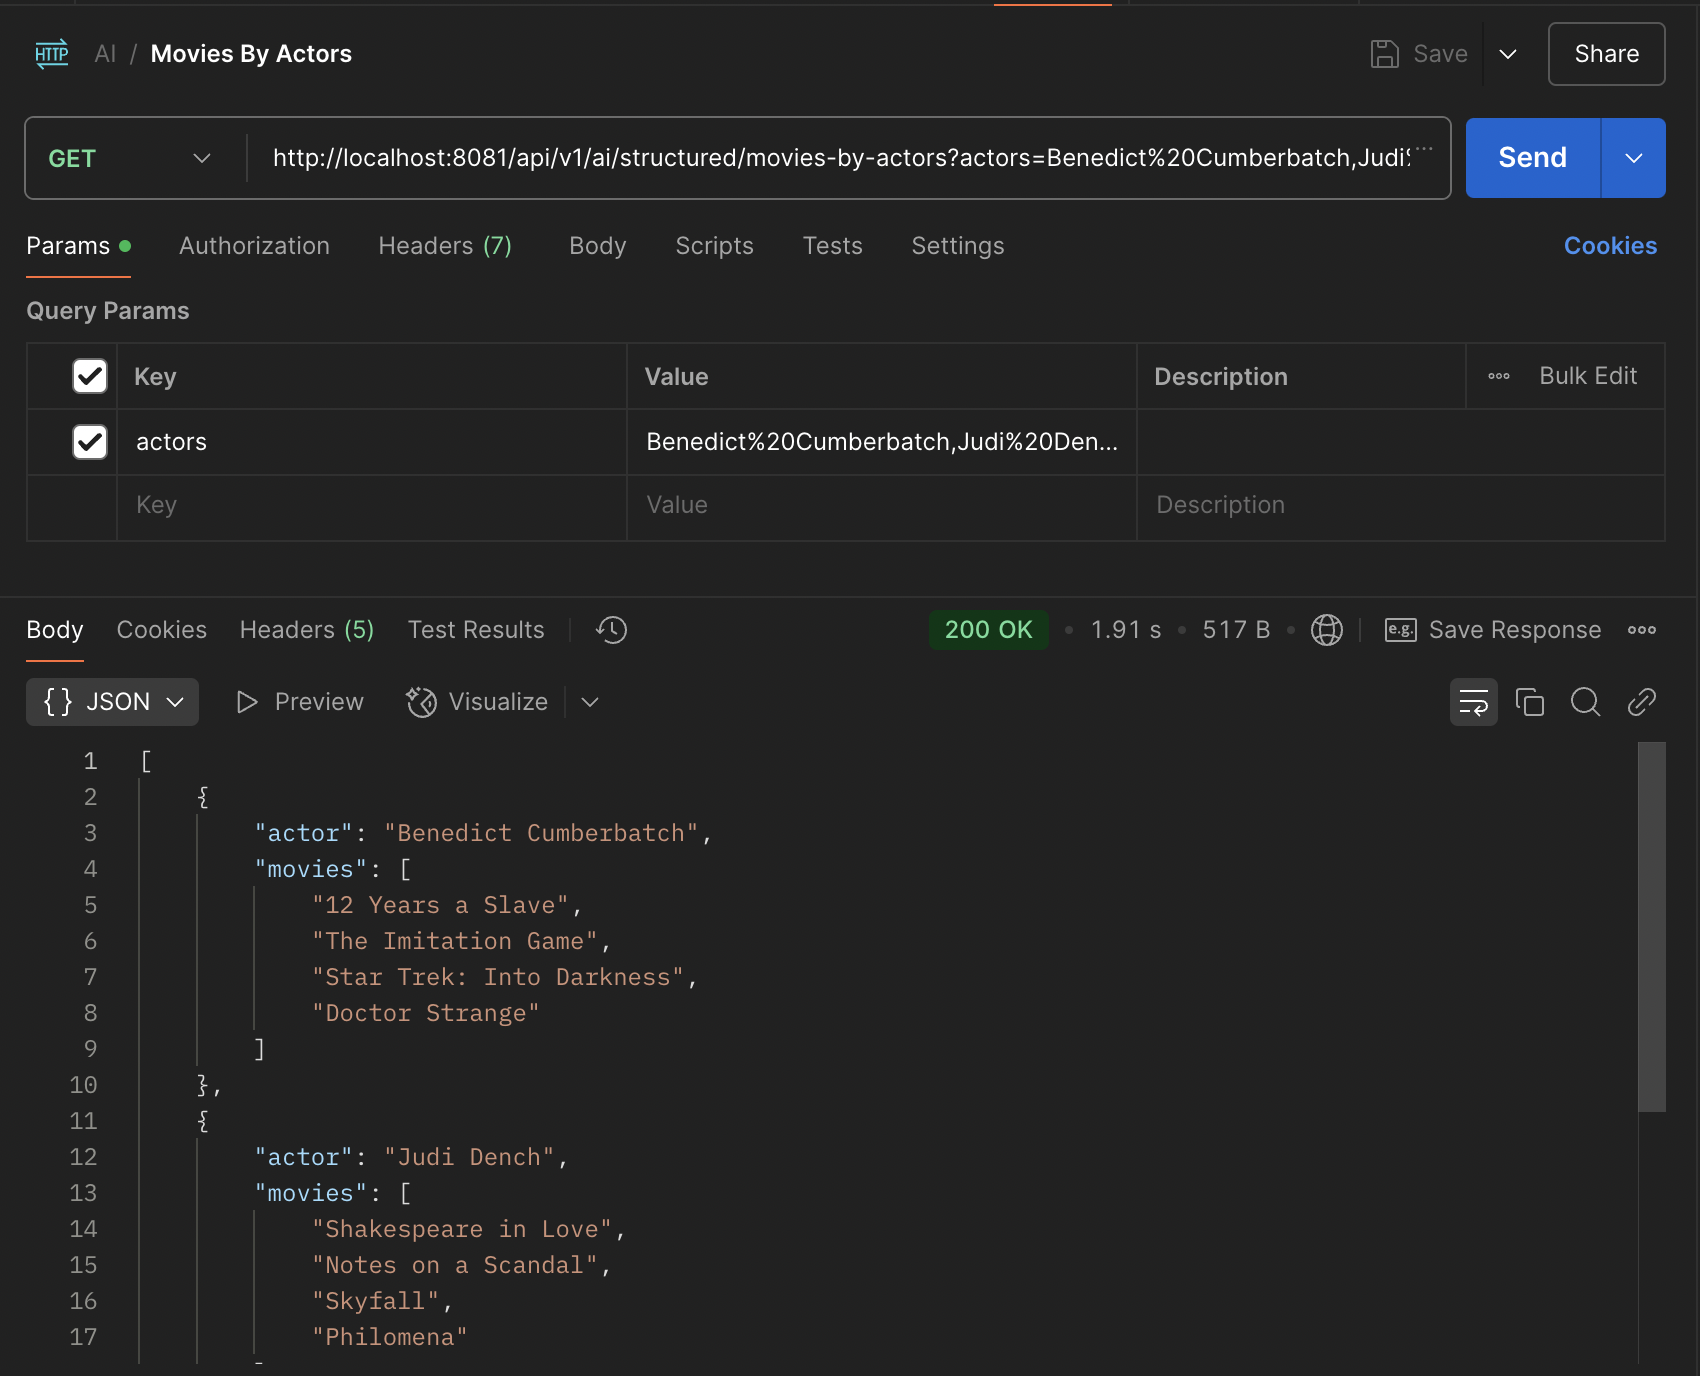 HTTP AI / Movies By Actors Save Share
GET http://localhost:8081/api/v1/ai/structured/movies-by-actors?actors=Benedict%20Cumberbatch,Judi% ... Send
Params Authorization Headers (7) Body Scripts Tests Settings Cookies
Query Params
Key Value Description Bulk Edit
actors Benedict%20Cumberbatch,Judi%20Den...
Key Value Description
Body Cookies Headers (5) Test Results 200 OK • 1.91 s • 517 B • e.g. Save Response
{} JSON Preview Visualize
1 [
2 {
3 "actor": "Benedict Cumberbatch",
4 "movies": [
5 "12 Years a Slave",
6 "The Imitation Game",
7 "Star Trek: Into Darkness",
8 "Doctor Strange"
9 ]
10 },
11 {
12 "actor": "Judi Dench",
13 "movies": [
14 "Shakespeare in Love",
15 "Notes on a Scandal",
16 "Skyfall",
17 "Philomena"